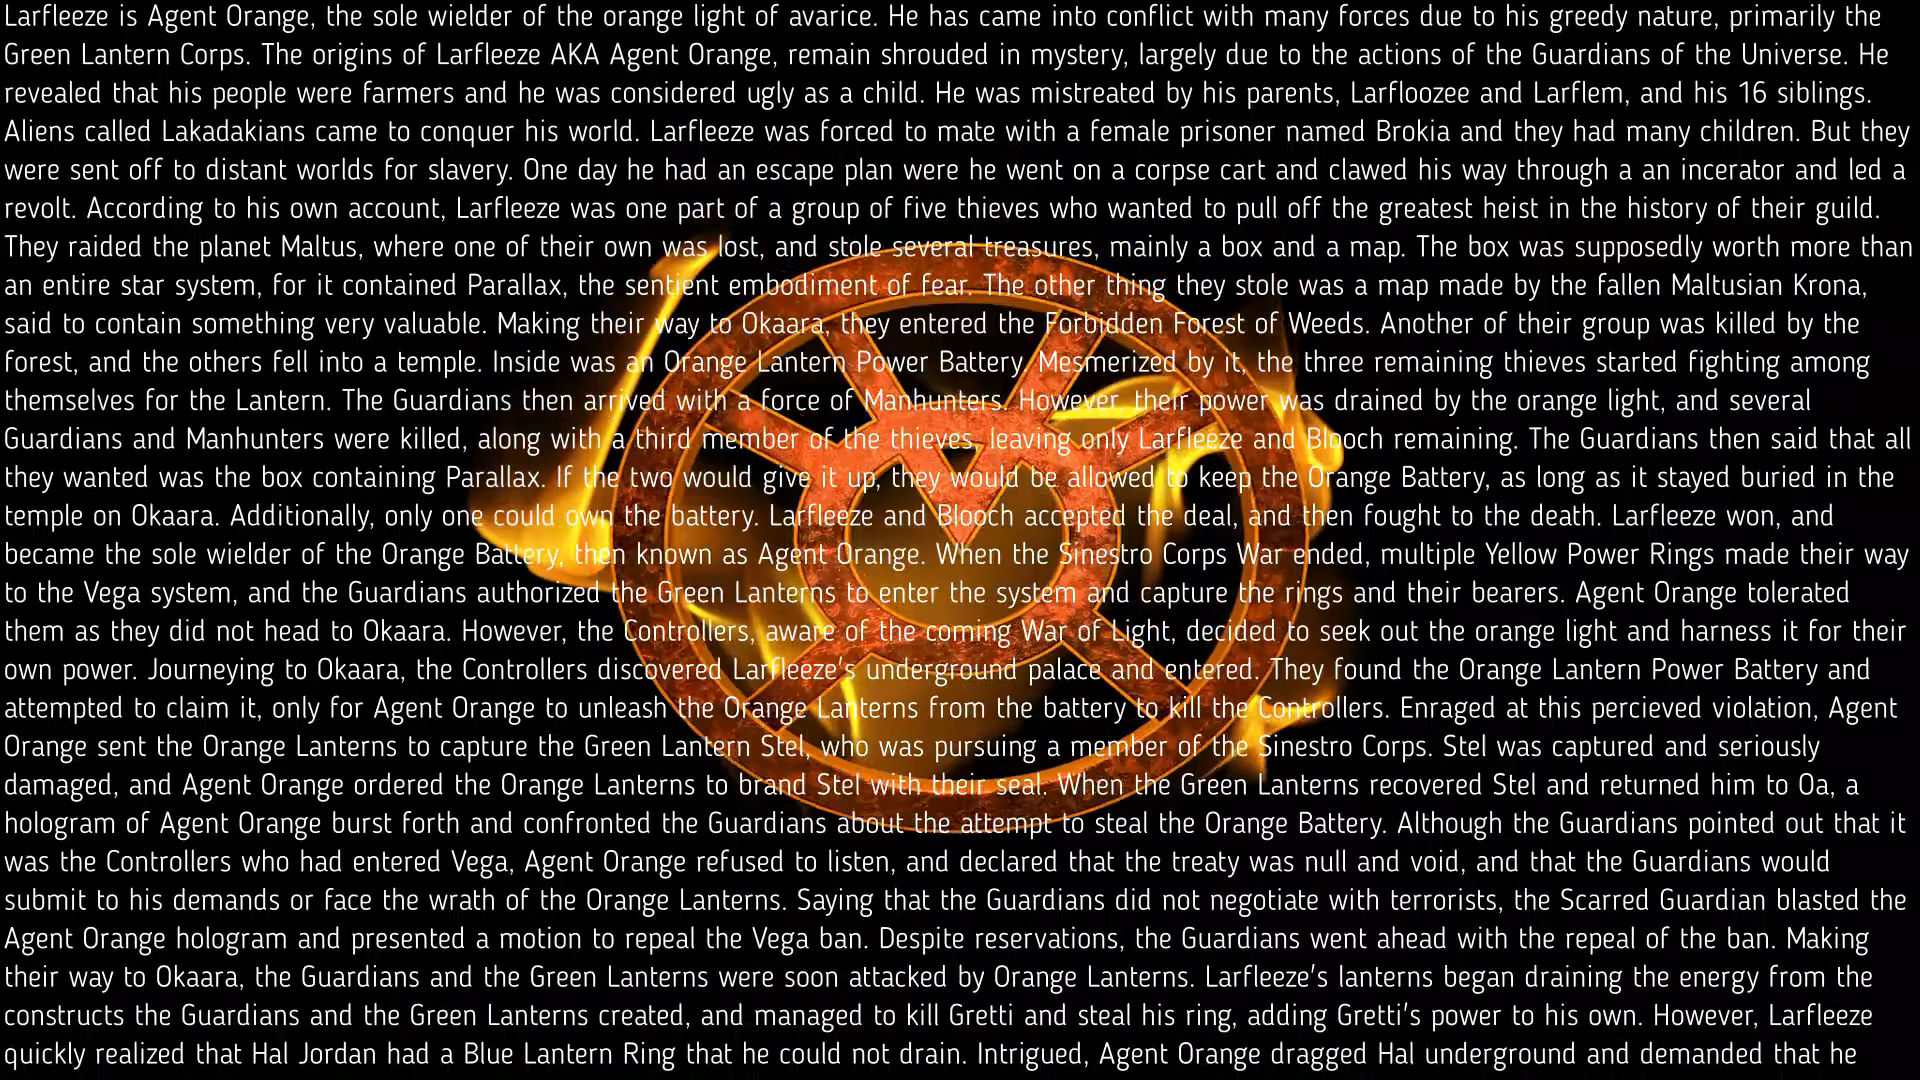 Larfleeze is Agent Orange, the sole wielder of the orange light of avarice. He has came into conflict with many forces due to his greedy nature, primarily the
Green Lantern Corps. The origins of Larfleeze AKA Agent Orange, remain shrouded in mystery, largely due to the actions of the Guardians of the Universe. He
revealed that his people were farmers and he was considered ugly as a child. He was mistreated by his parents, Larfloozee and Larflem, and his 16 siblings.
Aliens called Lakadakians came to conquer his world. Larfleeze was forced to mate with a female prisoner named Brokia and they had many children. But they
were sent off to distant worlds for slavery. One day he had an escape plan were he went on a corpse cart and clawed his way through a an incerator and led a
revolt. According to his own account, Larfleeze was one part of a group of five thieves who wanted to pull off the greatest heist in the history of their guild.
They raided the planet Maltus, where one of their own was lost, and stole several treasures, mainly a box and a map. The box was supposedly worth more than
an entire star system, for it contained Parallax, the sentient embodiment of fear. The other thing they stole was a map made by the fallen Maltusian Krona,
said to contain something very valuable. Making their way to Okaara, they entered the Forbidden Forest of Weeds. Another of their group was killed by the
forest, and the others fell into a temple. Inside was an Orange Lantern Power Battery. Mesmerized by it, the three remaining thieves started fighting among
themselves for the Lantern. The Guardians then arrived with a force of Manhunters. However, their power was drained by the orange light, and several
Guardians and Manhunters were killed, along with a third member of the thieves, leaving only Larfleeze and Blooch remaining. The Guardians then said that all
they wanted was the box containing Parallax. If the two would give it up, they would be allowed to keep the Orange Battery, as long as it stayed buried in the
temple on Okaara. Additionally, only one could own the battery. Larfleeze and Blooch accepted the deal, and then fought to the death. Larfleeze won, and
became the sole wielder of the Orange Battery, then known as Agent Orange. When the Sinestro Corps War ended, multiple Yellow Power Rings made their way
to the Vega system, and the Guardians authorized the Green Lanterns to enter the system and capture the rings and their bearers. Agent Orange tolerated
them as they did not head to Okaara. However, the Controllers, aware of the coming War of Light, decided to seek out the orange light and harness it for their
own power. Journeying to Okaara, the Controllers discovered Larfleeze's underground palace and entered. They found the Orange Lantern Power Battery and
attempted to claim it, only for Agent Orange to unleash the Orange Lanterns from the battery to kill the Controllers. Enraged at this percieved violation, Agent
Orange sent the Orange Lanterns to capture the Green Lantern Stel, who was pursuing a member of the Sinestro Corps. Stel was captured and seriously
damaged, and Agent Orange ordered the Orange Lanterns to brand Stel with their seal. When the Green Lanterns recovered Stel and returned him to Oa, a
hologram of Agent Orange burst forth and confronted the Guardians about the attempt to steal the Orange Battery. Although the Guardians pointed out that it
was the Controllers who had entered Vega, Agent Orange refused to listen, and declared that the treaty was null and void, and that the Guardians would
submit to his demands or face the wrath of the Orange Lanterns. Saying that the Guardians did not negotiate with terrorists, the Scarred Guardian blasted the
Agent Orange hologram and presented a motion to repeal the Vega ban. Despite reservations, the Guardians went ahead with the repeal of the ban. Making
their way to Okaara, the Guardians and the Green Lanterns were soon attacked by Orange Lanterns. Larfleeze's lanterns began draining the energy from the
constructs the Guardians and the Green Lanterns created, and managed to kill Gretti and steal his ring, adding Gretti's power to his own. However, Larfleeze
quickly realized that Hal Jordan had a Blue Lantern Ring that he could not drain. Intrigued, Agent Orange dragged Hal underground and demanded that he